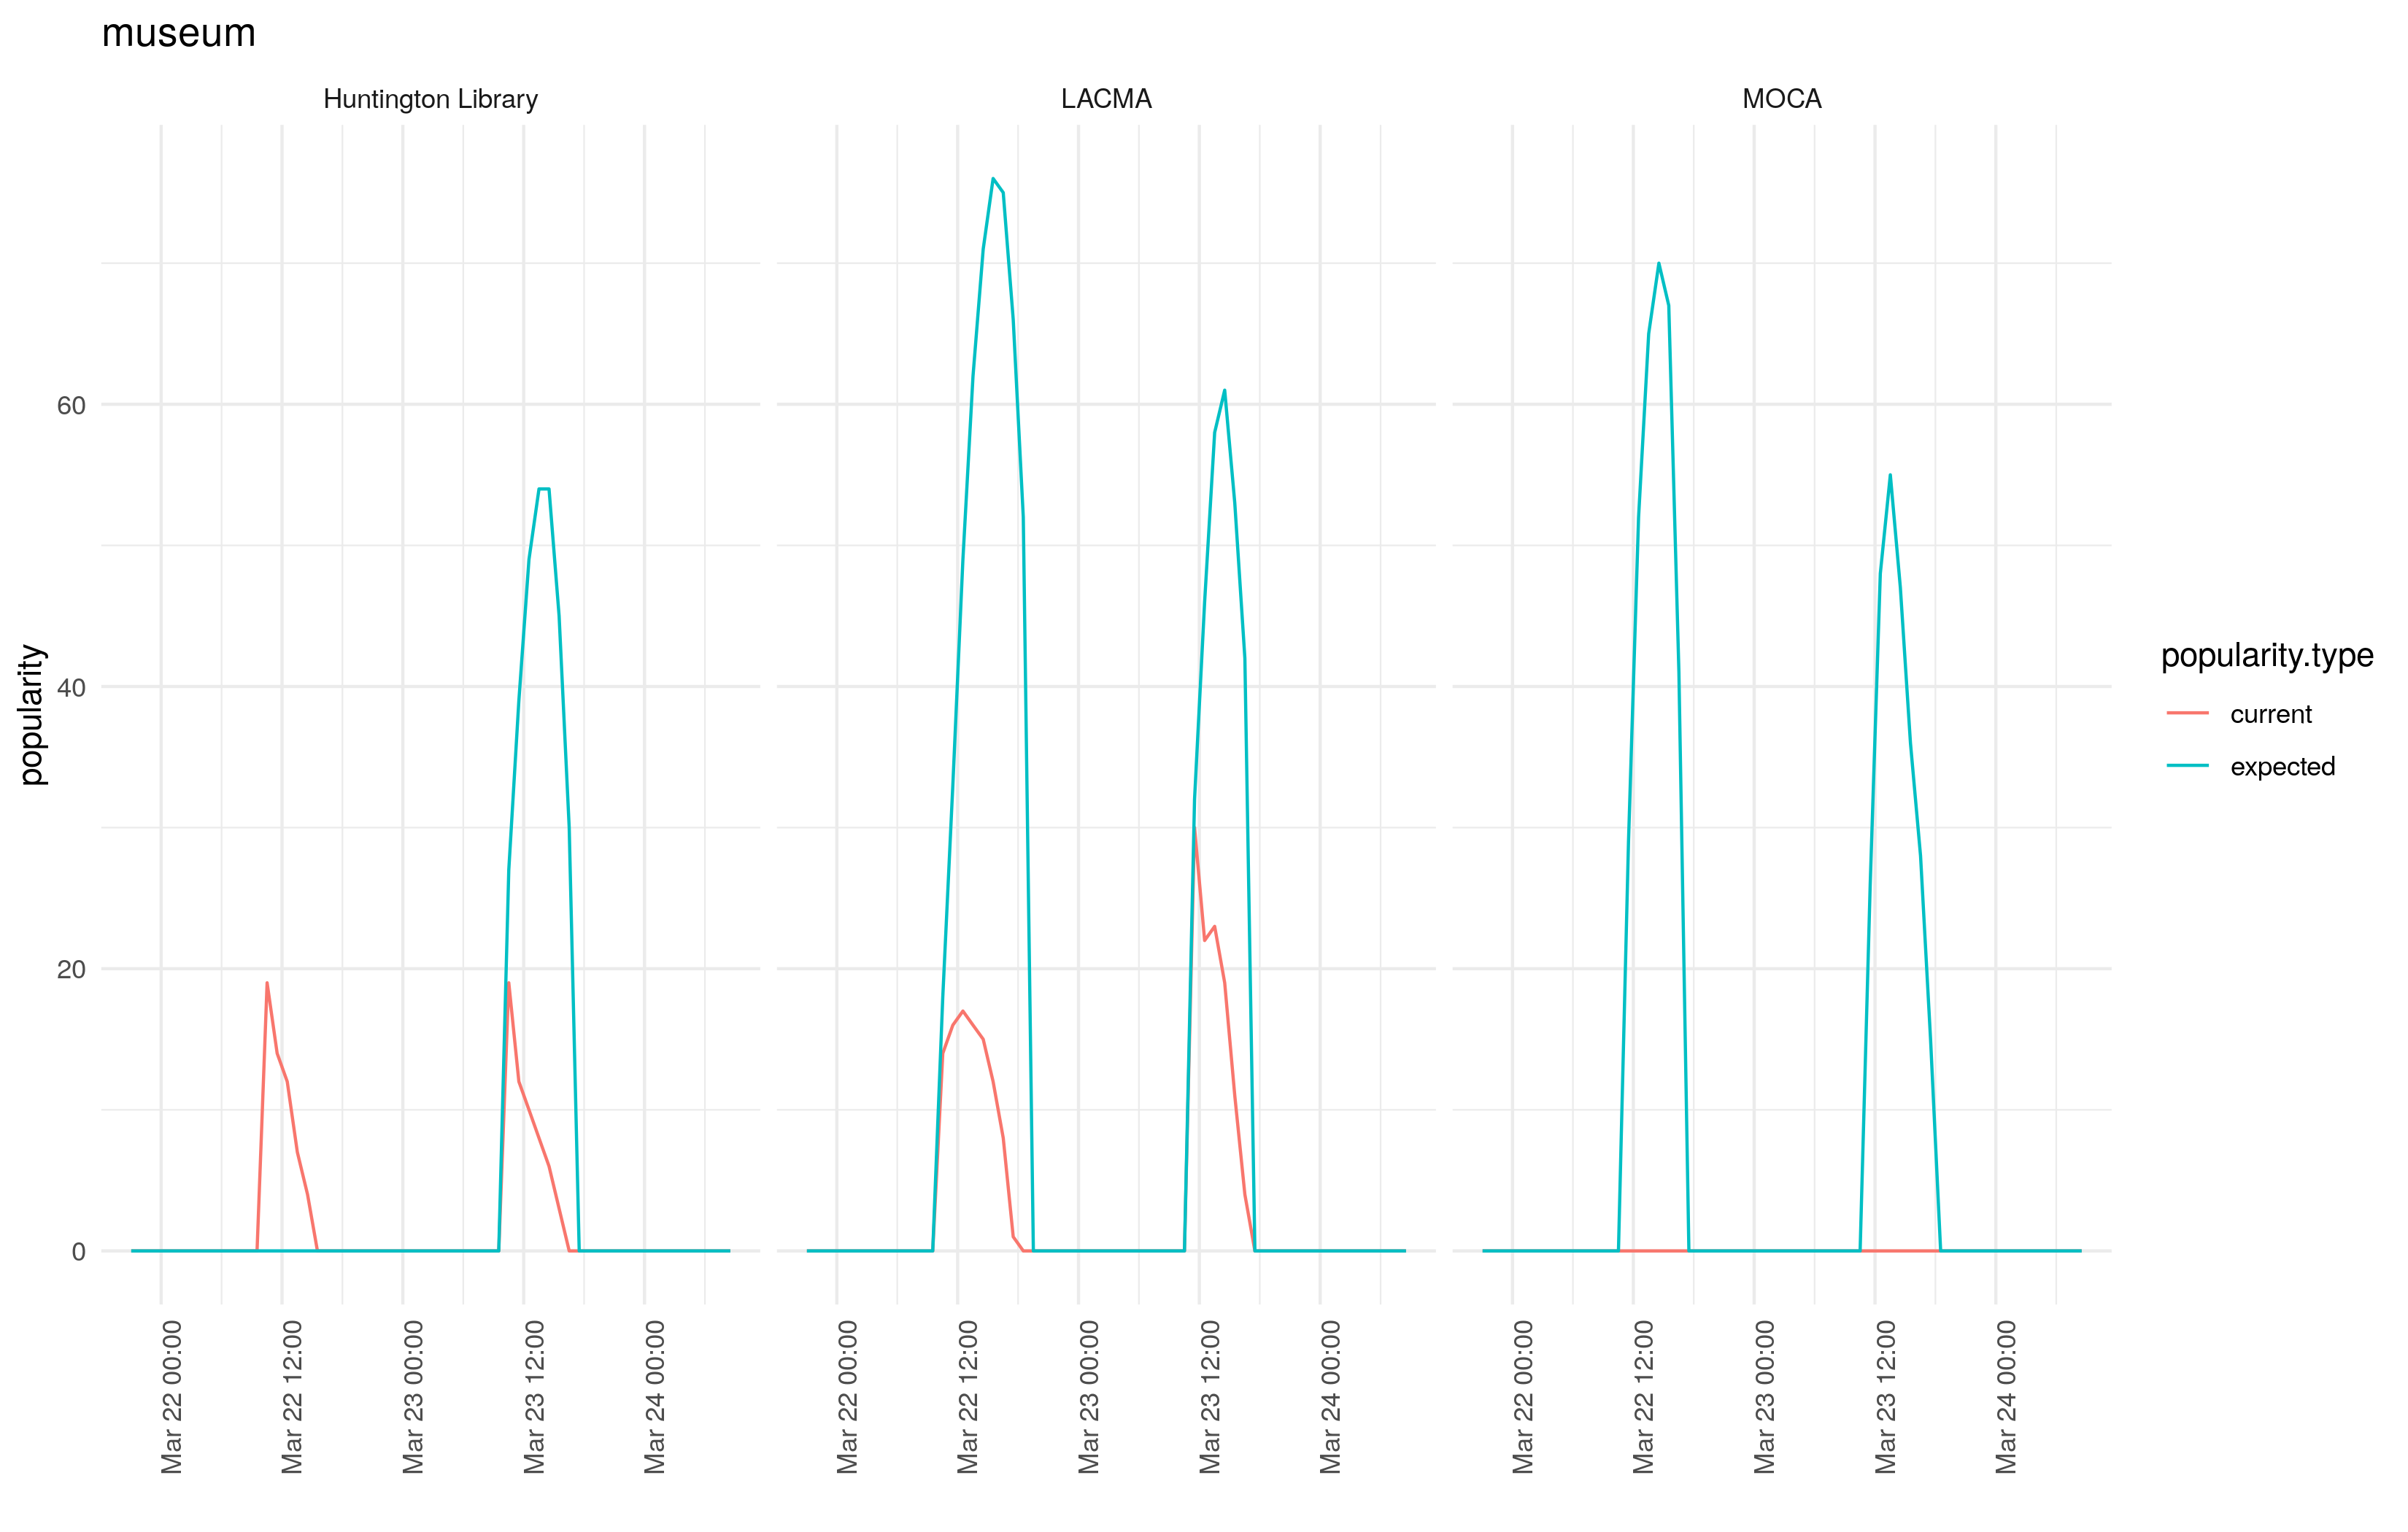 museum
Huntington Library
LACMA
MOCA
popularity
60
40
20
0
Mar 22 00:00
Mar 22 12:00
Mar 23 00:00
Mar 23 12:00
Mar 24 00:00
Mar 22 00:00
Mar 22 12:00
Mar 23 00:00
Mar 23 12:00
Mar 24 00:00
Mar 22 00:00
Mar 22 12:00
Mar 23 00:00
Mar 23 12:00
Mar 24 00:00
popularity.type
current
expected